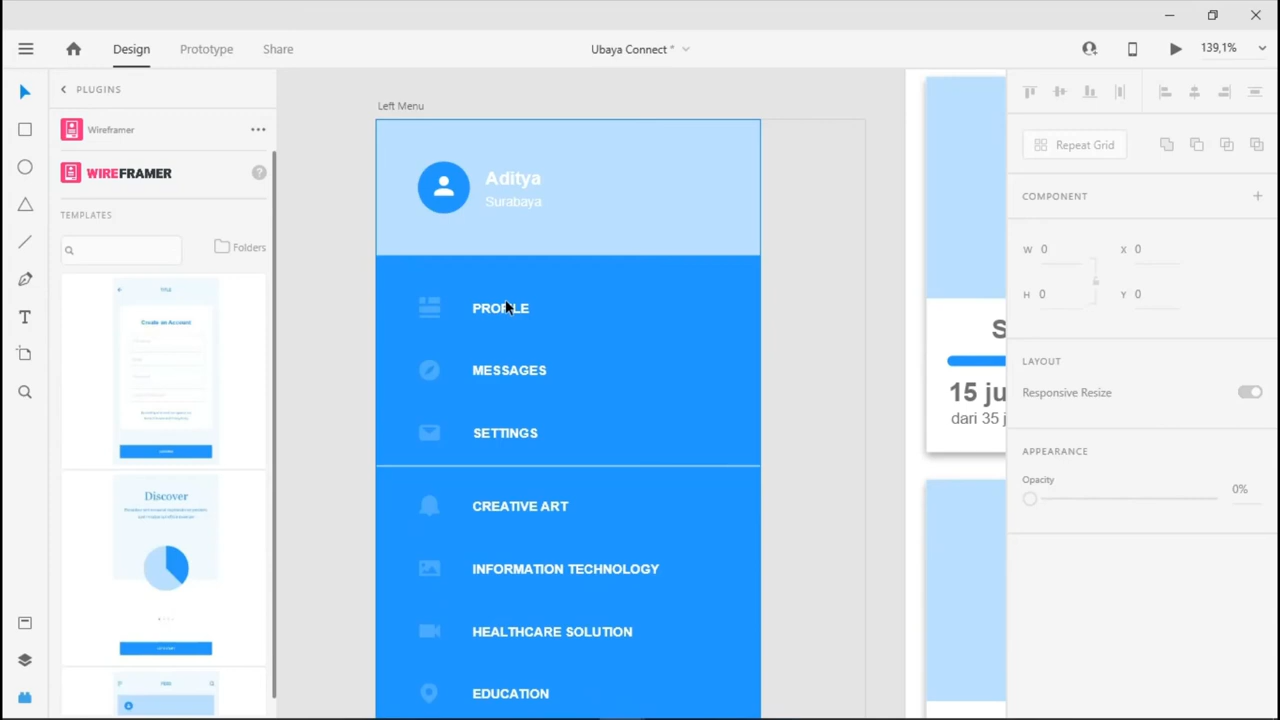 Design
Prototype
Share
Ubaya Connect *
139,1%
PLUGINS
Wireframer
WIREFRAMER
?
TEMPLATES
Folders
TITLE
Create an Account
Discover
Left Menu
Aditya
Surabaya
PROFILE
MESSAGES
SETTINGS
CREATIVE ART
INFORMATION TECHNOLOGY
HEALTHCARE SOLUTION
EDUCATION
S
15 ju
dari 35 j
Repeat Grid
COMPONENT
W 0
X 0
H 0
Y 0
LAYOUT
Responsive Resize
APPEARANCE
Opacity
0%